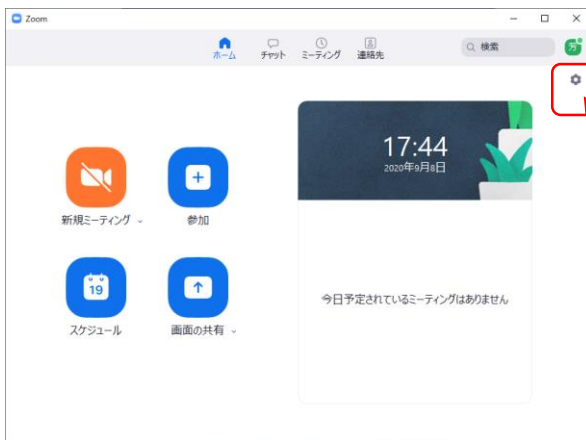 Zoom
ホーム
チャット
ミーティング
連絡先
検索
17:44
2020年9月8日
新規ミーティング
参加
19
スケジュール
画面の共有
今日予定されているミーティングはありません